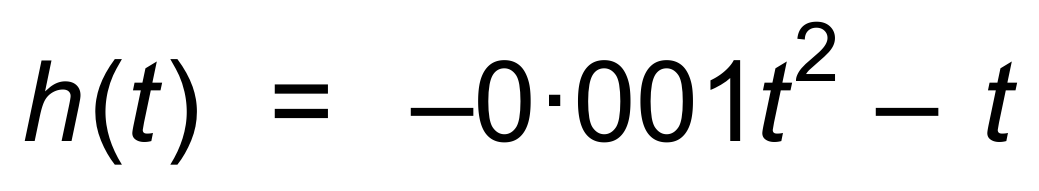 h(t) = −0·001t² − t